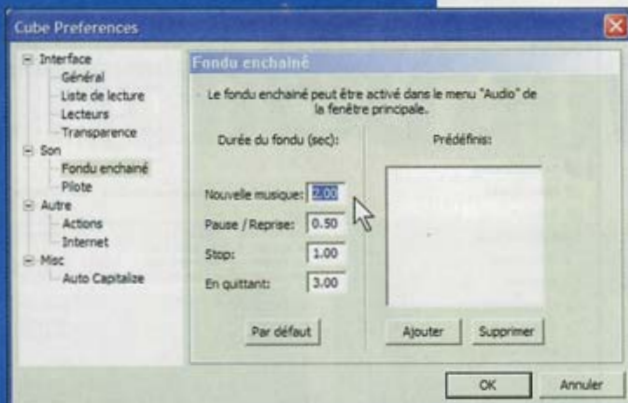 Cube Preferences
Interface
Général
Liste de lecture
Lecteurs
Transparence
Son
Fondu enchaîné
Pilote
Autre
Actions
Internet
Misc
Auto Capitalize
Fondu enchaîné
Le fondu enchaîné peut être activé dans le menu "Audio" de
la fenêtre principale.
Durée du fondu (sec):
Nouvelle musique: 2.00
Pause / Reprise: 0.50
Stop: 1.00
En quittant: 3.00
Par défaut
Prédéfinis:
Ajouter Supprimer
OK Annuler